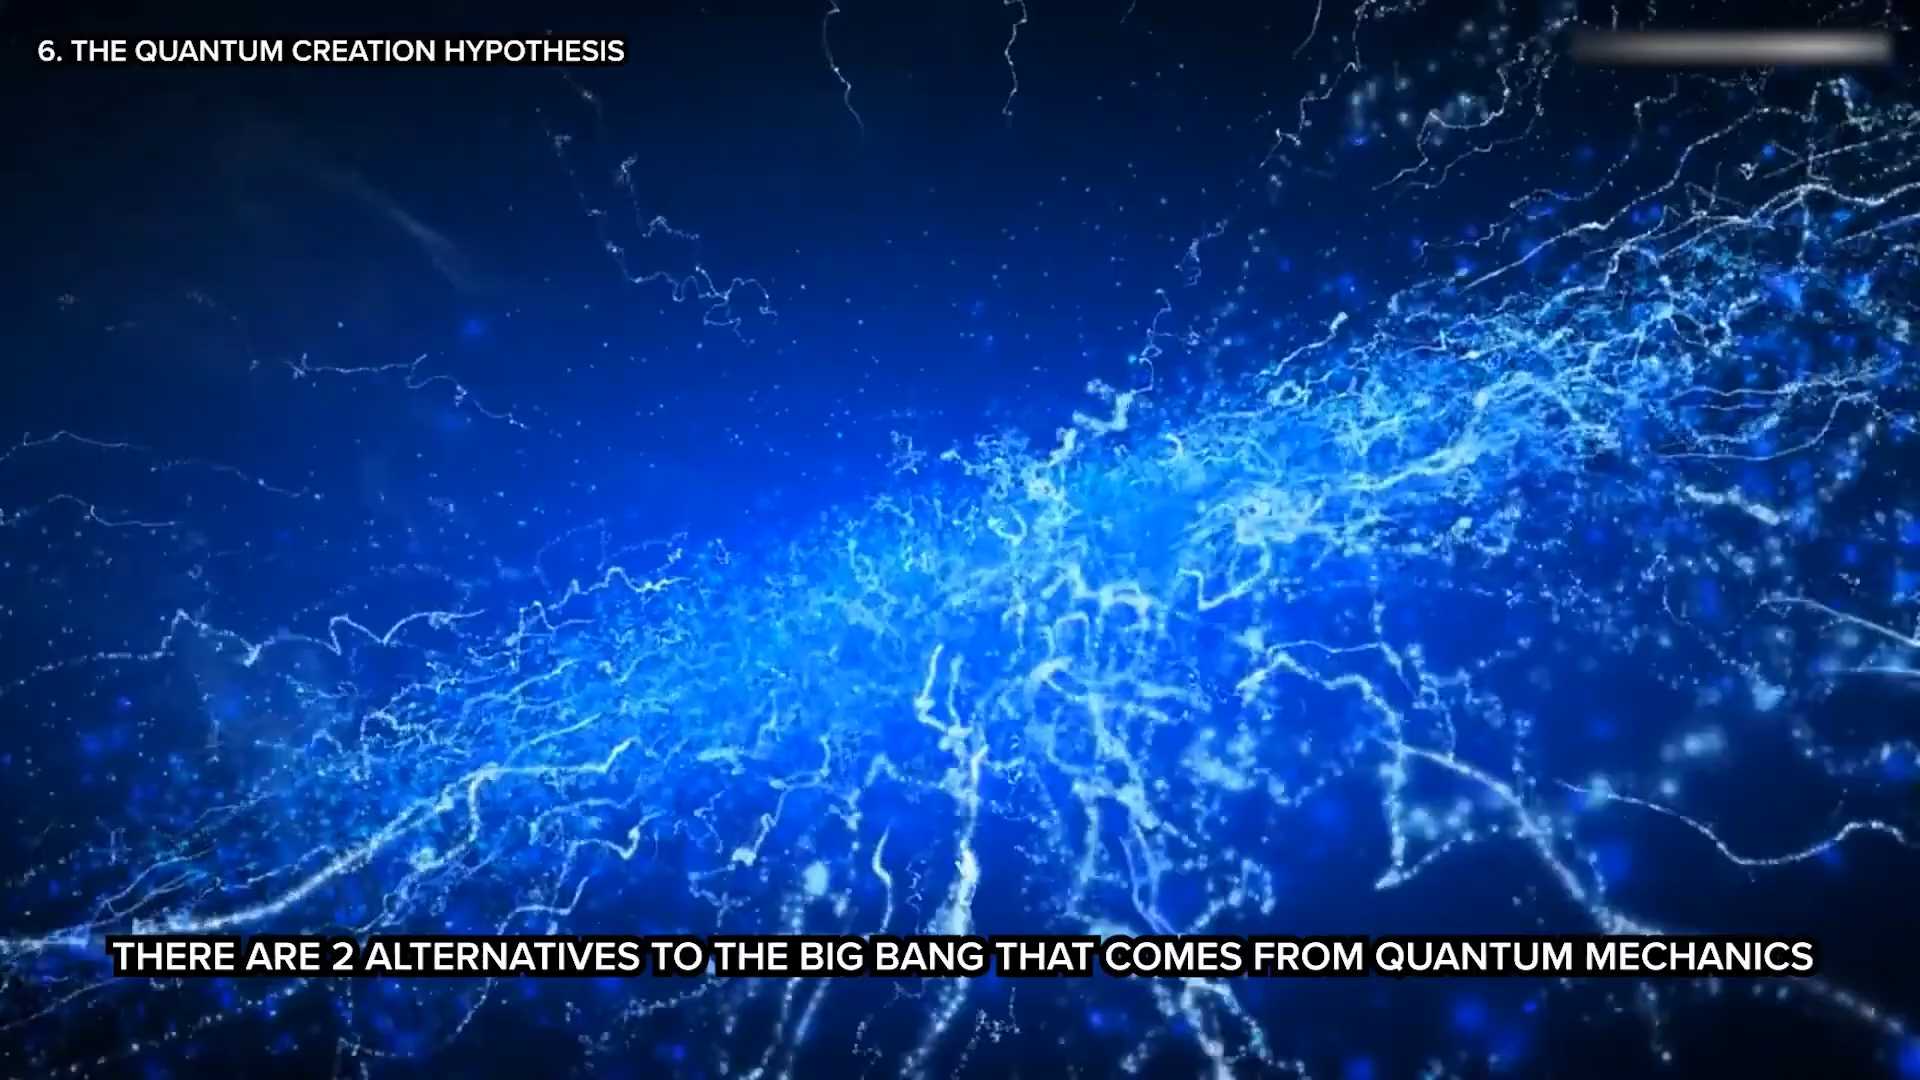 6. THE QUANTUM CREATION HYPOTHESIS
THERE ARE 2 ALTERNATIVES TO THE BIG BANG THAT COMES FROM QUANTUM MECHANICS